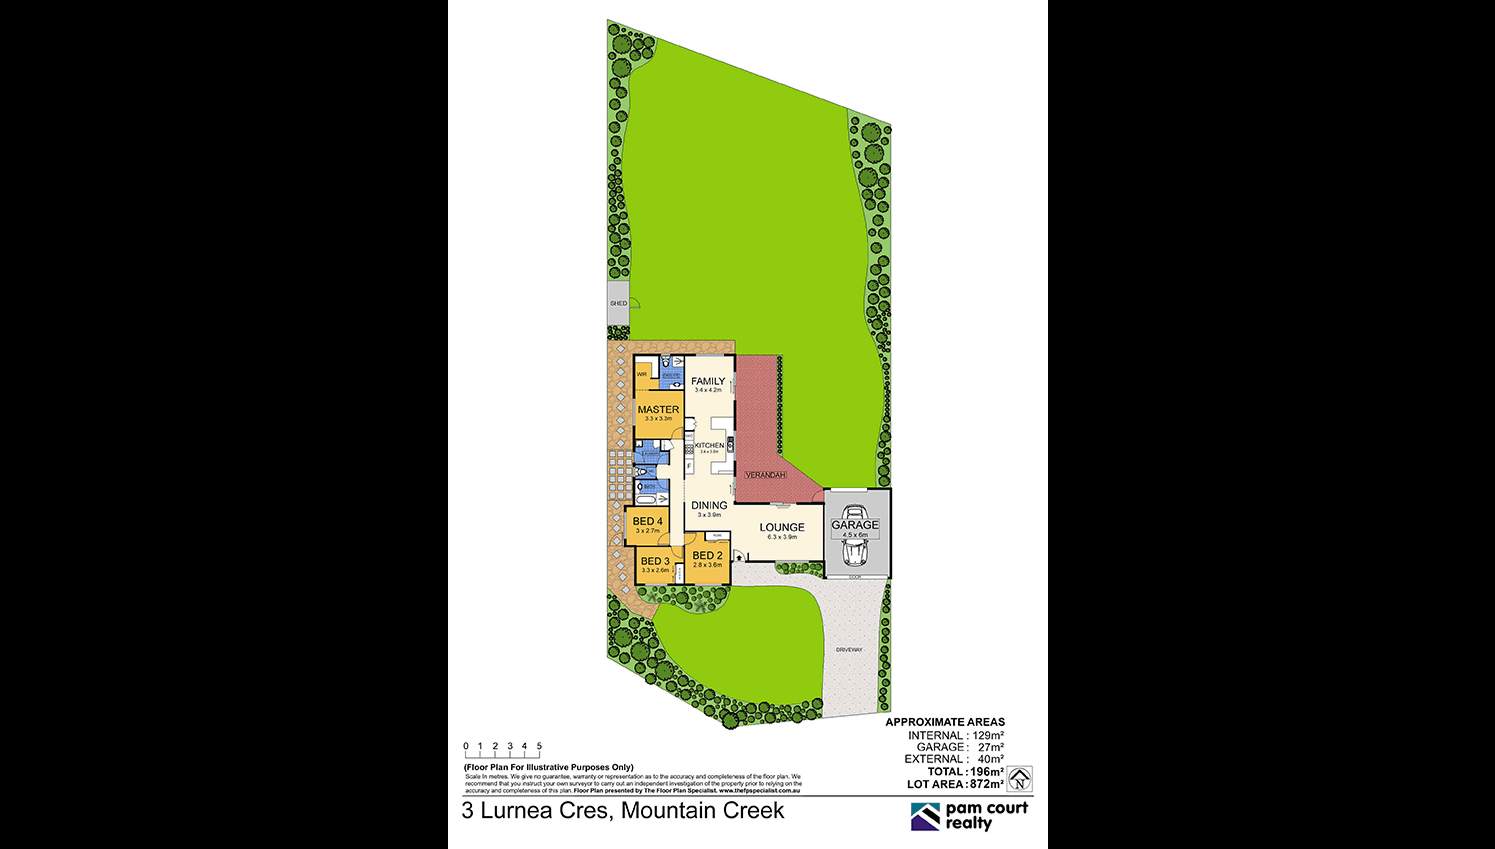 SHED
WIR
ENSUITE
FAMILY
3.4 x 4.2m
MASTER
3.3 x 3.3m
KITCHEN
3.4 x 3.8m
F
BATH
VERANDAH
DINING
3 x 3.9m
BED 4
3 x 2.7m
LOUNGE
6.3 x 3.9m
GARAGE
4.5 x 6m
BED 3
3.3 x 2.6m
BED 2
2.8 x 3.6m
DOOR
DRIVEWAY
APPROXIMATE AREAS
INTERNAL : 129m²
GARAGE : 27m²
EXTERNAL : 40m²
TOTAL : 196m²
LOT AREA : 872m²
N
0 1 2 3 4 5
(Floor Plan For Illustrative Purposes Only)
Scale In metres. We give no guarantee, warranty or representation as to the accuracy and completeness of the floor plan. We
recommend that you instruct your own surveyor to carry out an independent investigation of the property prior to relying on the
accuracy and completeness of this plan. Floor Plan presented by The Floor Plan Specialist. www.thefpspecialist.com.au
3 Lurnea Cres, Mountain Creek
pam court
realty